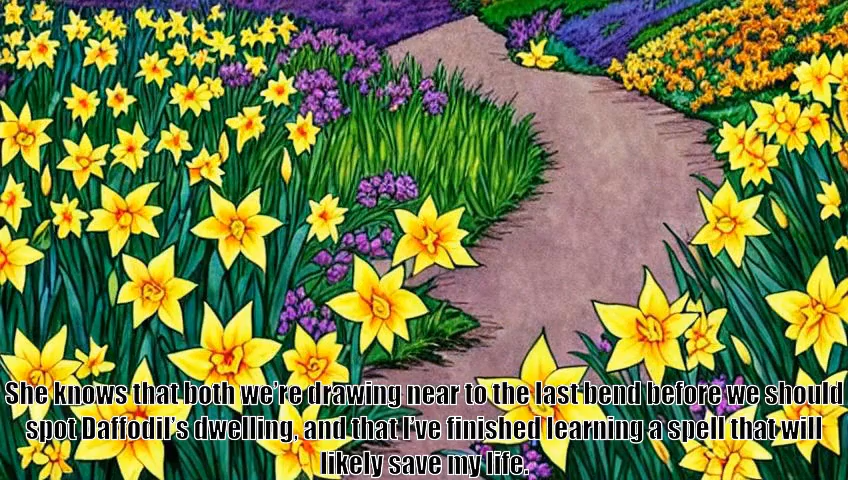 She knows that both we’re drawing near to the last bend before we should
spot Daffodil’s dwelling, and that I’ve finished learning a spell that will
likely save my life.